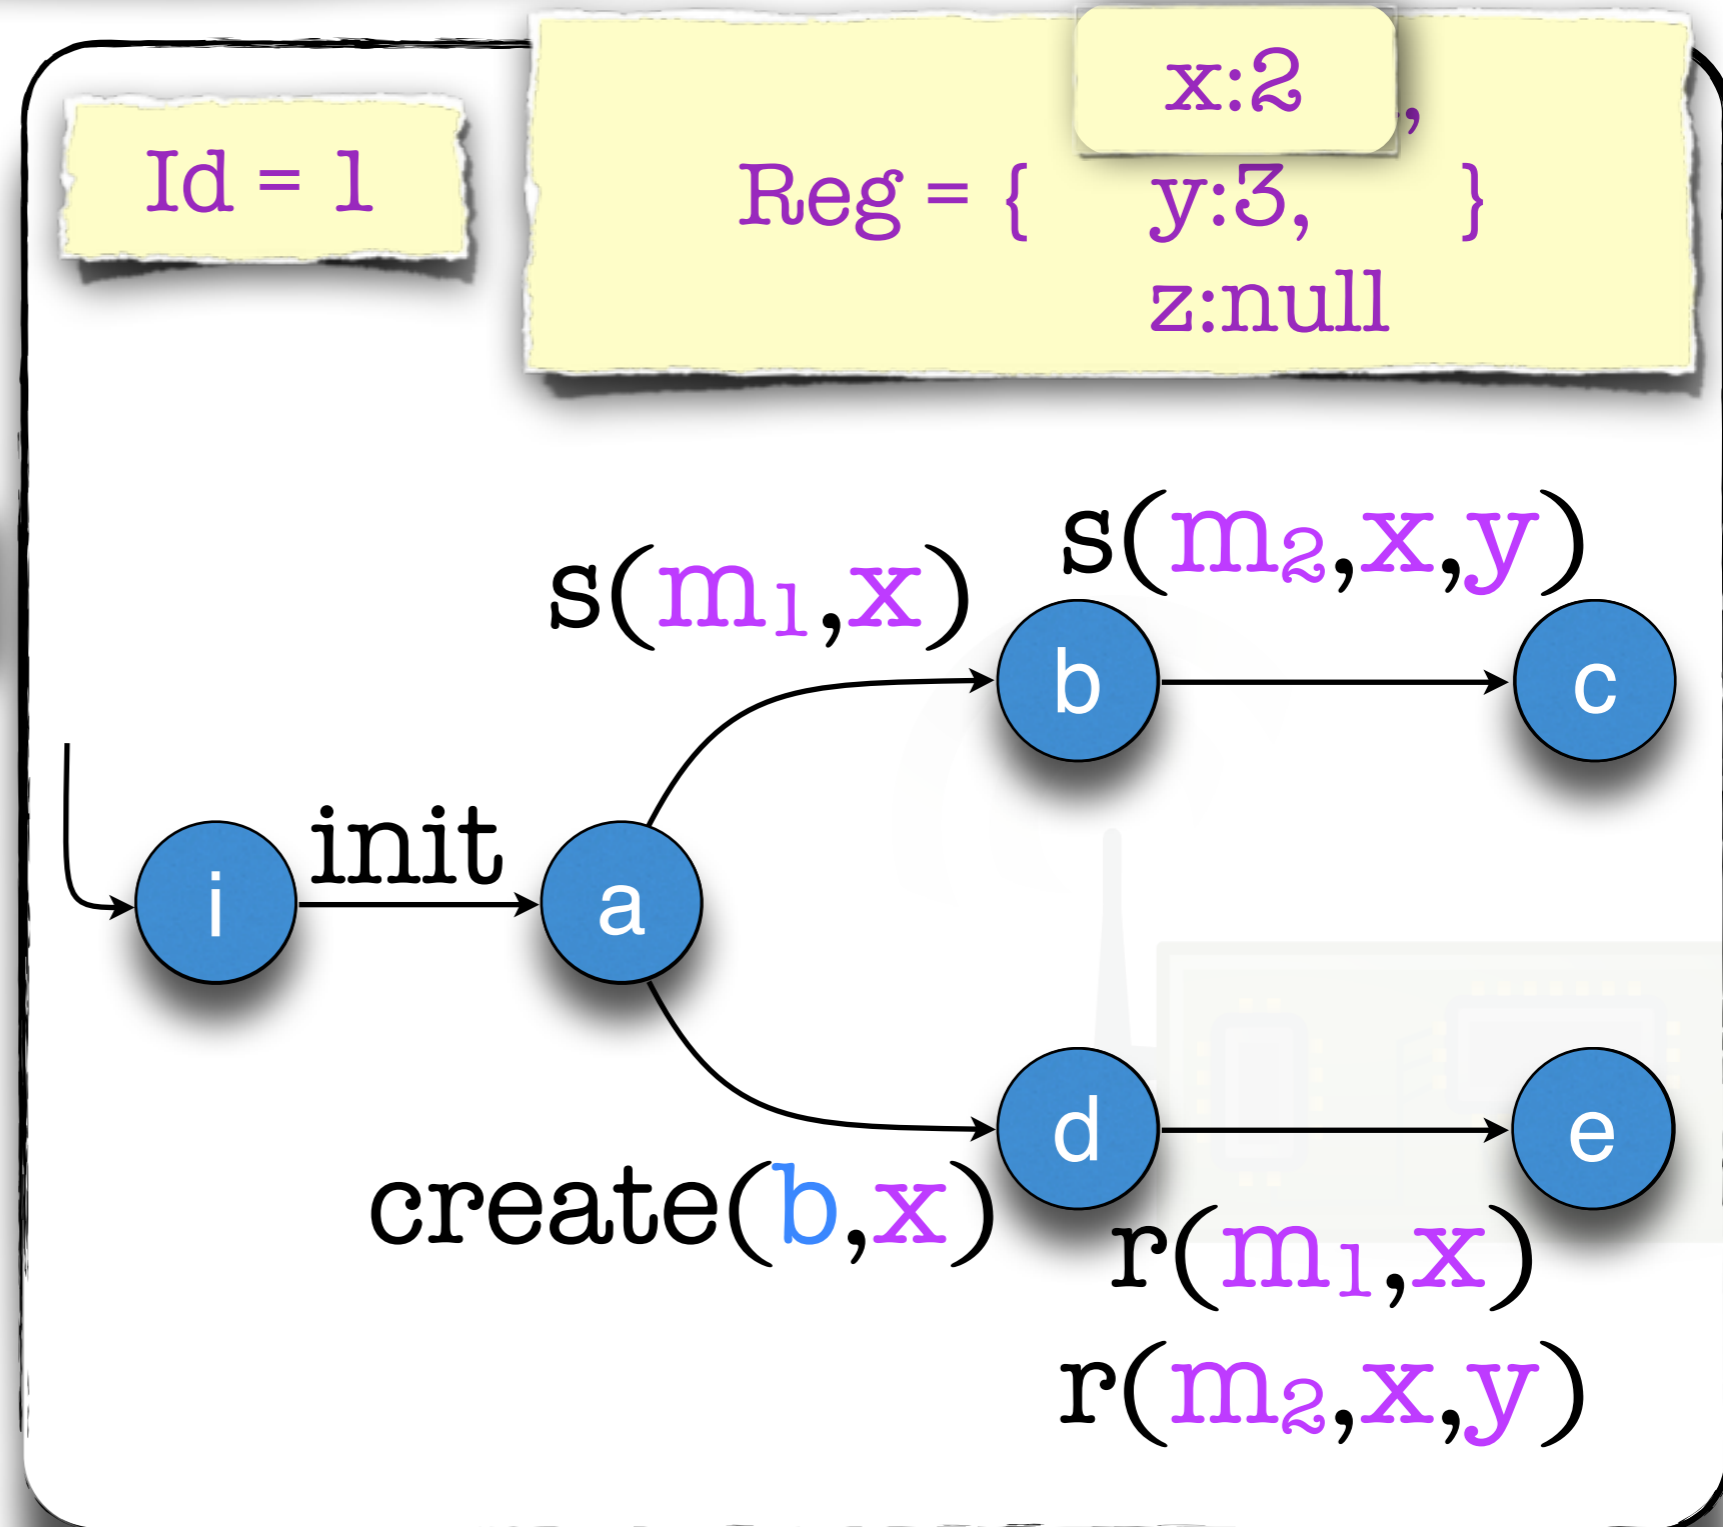 x:2
,
Id = 1
Reg = { y:3, }
z:null
s(m₁,x)
s(m₂,x,y)
b
c
init
i
a
d
e
create(b,x)
r(m₁,x)
r(m₂,x,y)